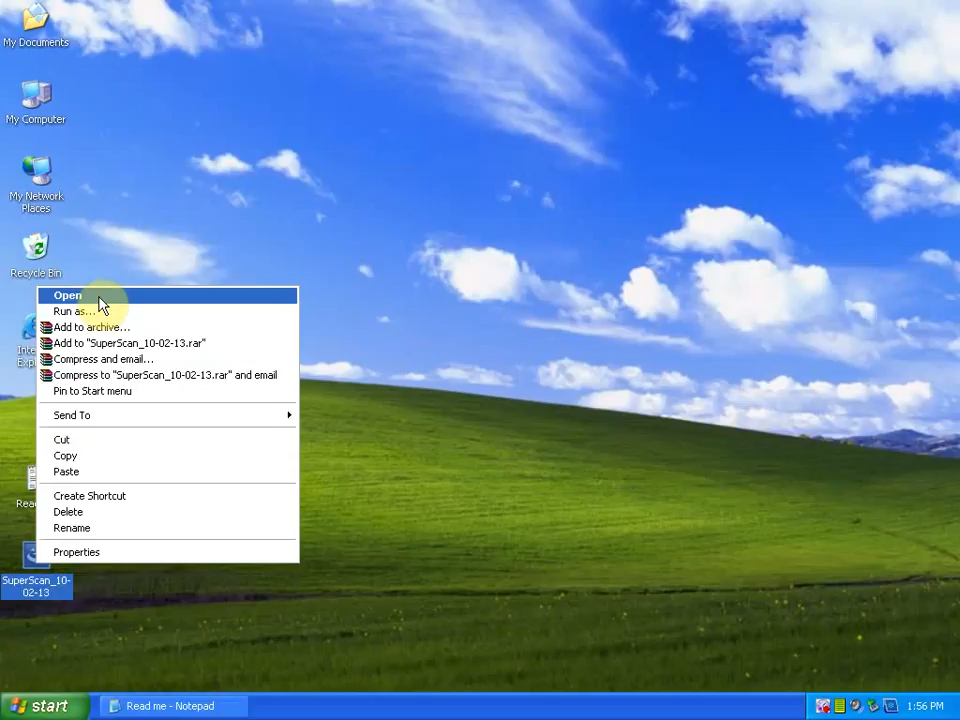 My Documents
My Computer
My Network
Places
Recycle Bin
Open
Run as...
Add to archive...
Add to "SuperScan_10-02-13.rar"
Compress and email...
Compress to "SuperScan_10-02-13.rar" and email
Pin to Start menu
Send To
Cut
Copy
Paste
Create Shortcut
Delete
Rename
Properties
SuperScan_10-
02-13
start
Read me - Notepad
1:56 PM